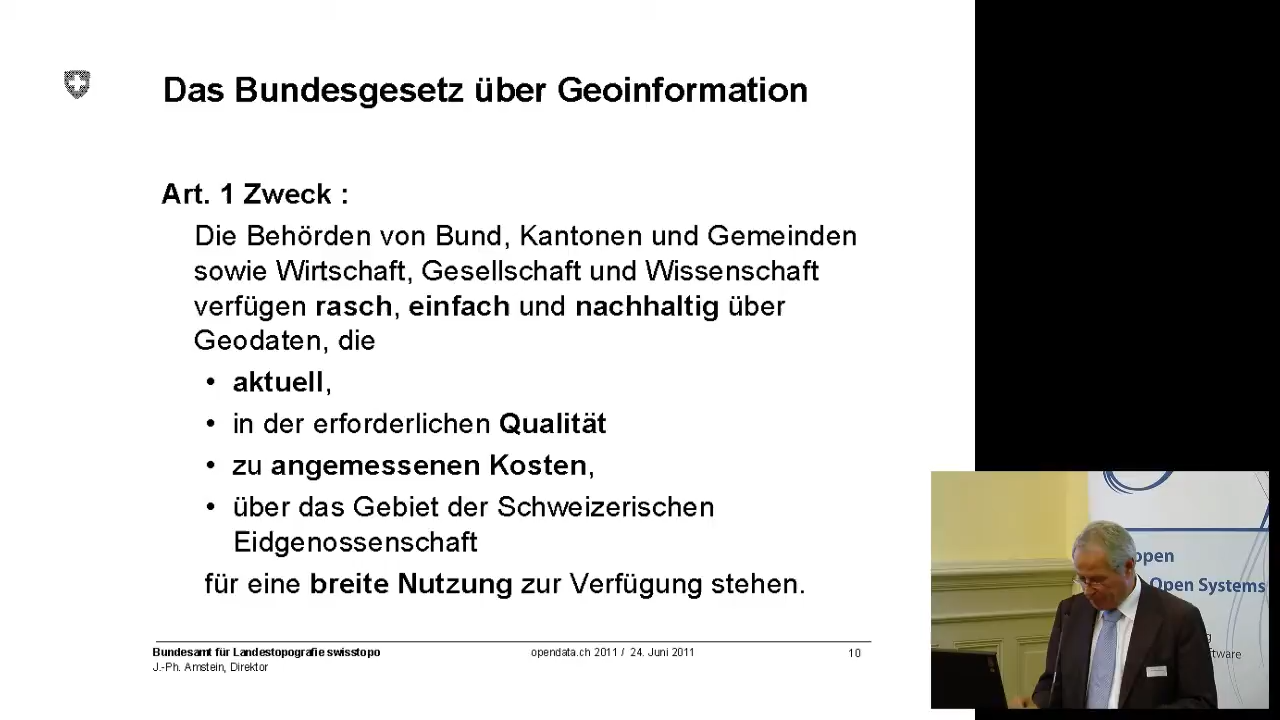 Das Bundesgesetz über Geoinformation
Art. 1 Zweck :
Die Behörden von Bund, Kantonen und Gemeinden
sowie Wirtschaft, Gesellschaft und Wissenschaft
verfügen rasch, einfach und nachhaltig über
Geodaten, die
• aktuell,
• in der erforderlichen Qualität
• zu angemessenen Kosten,
• über das Gebiet der Schweizerischen
Eidgenossenschaft
für eine breite Nutzung zur Verfügung stehen.
Bundesamt für Landestopografie swisstopo
J.-Ph. Amstein, Direktor
opendata.ch 2011 / 24. Juni 2011
10
open
Open Systems